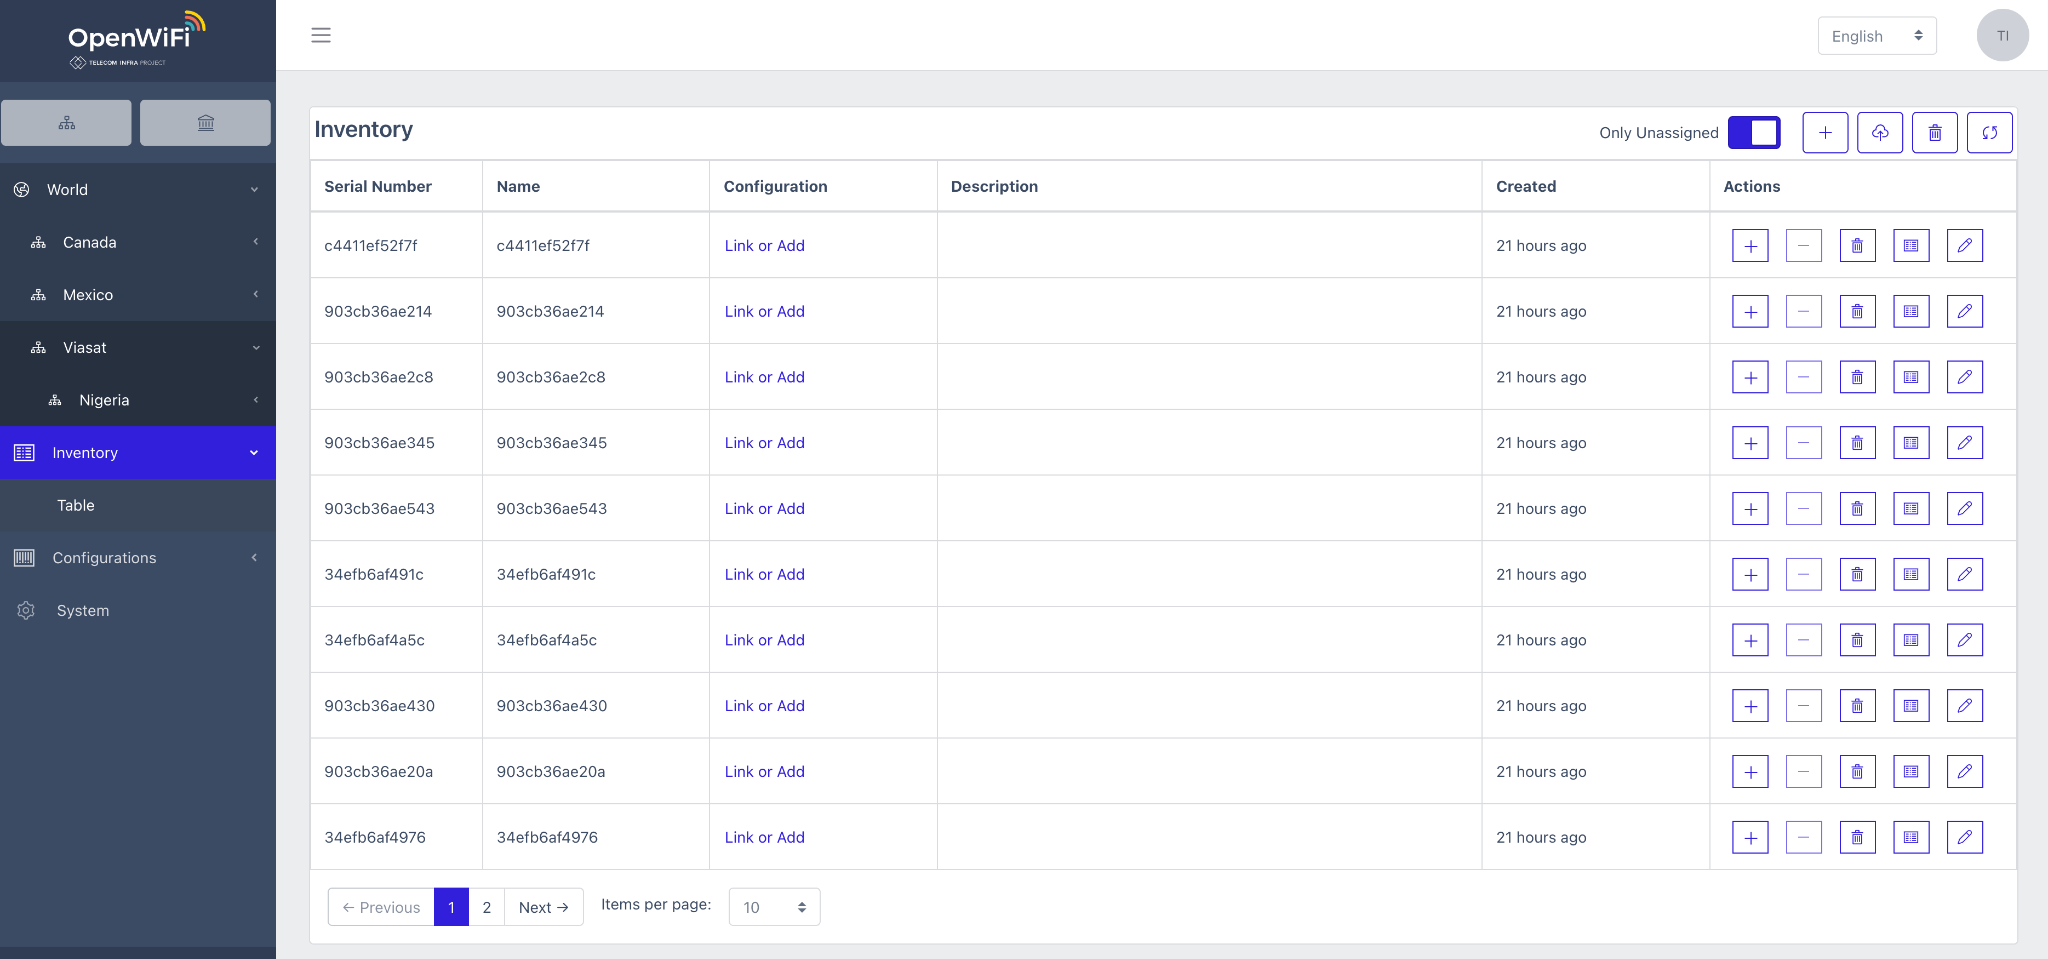 OpenWiFi
TELECOM INFRA PROJECT
English
TI
World
Canada
Mexico
Viasat
Nigeria
Inventory
Table
Configurations
System
Inventory
Only Unassigned
Serial Number Name Configuration Description Created Actions
c4411ef52f7f c4411ef52f7f Link or Add 21 hours ago
903cb36ae214 903cb36ae214 Link or Add 21 hours ago
903cb36ae2c8 903cb36ae2c8 Link or Add 21 hours ago
903cb36ae345 903cb36ae345 Link or Add 21 hours ago
903cb36ae543 903cb36ae543 Link or Add 21 hours ago
34efb6af491c 34efb6af491c Link or Add 21 hours ago
34efb6af4a5c 34efb6af4a5c Link or Add 21 hours ago
903cb36ae430 903cb36ae430 Link or Add 21 hours ago
903cb36ae20a 903cb36ae20a Link or Add 21 hours ago
34efb6af4976 34efb6af4976 Link or Add 21 hours ago
← Previous 1 2 Next → Items per page: 10